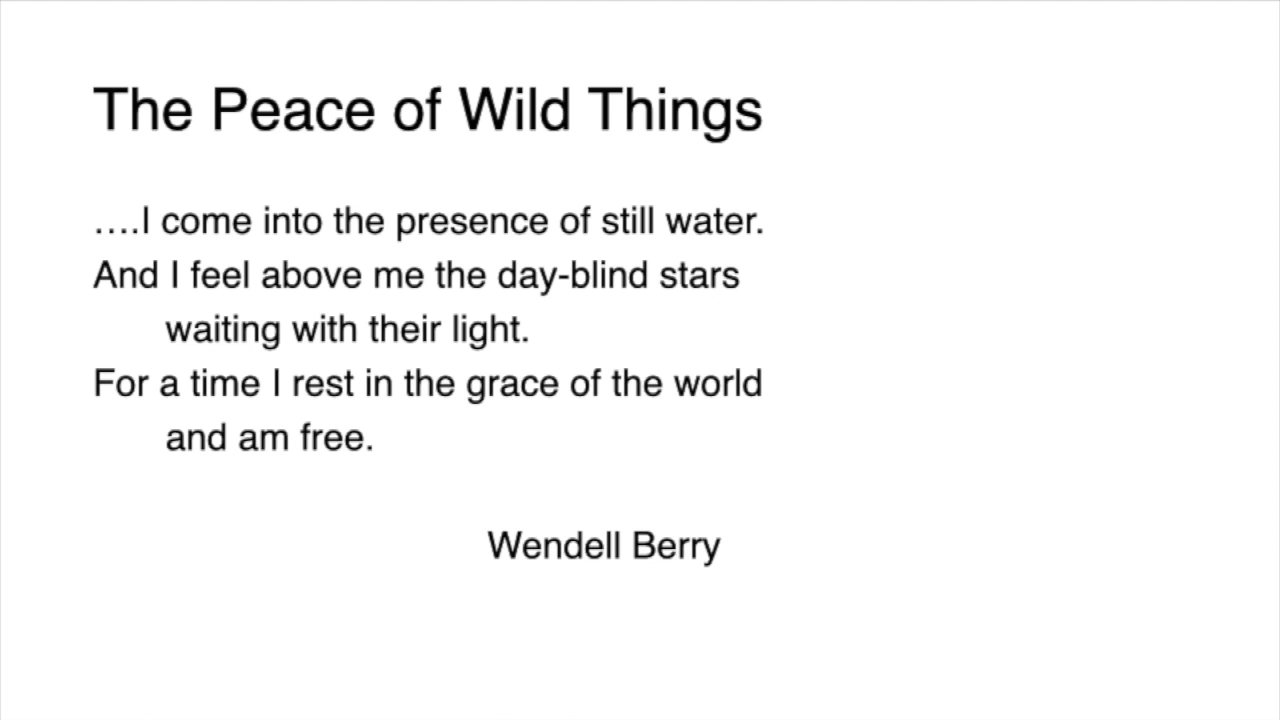 The Peace of Wild Things
….I come into the presence of still water.
And I feel above me the day-blind stars
waiting with their light.
For a time I rest in the grace of the world
and am free.
Wendell Berry